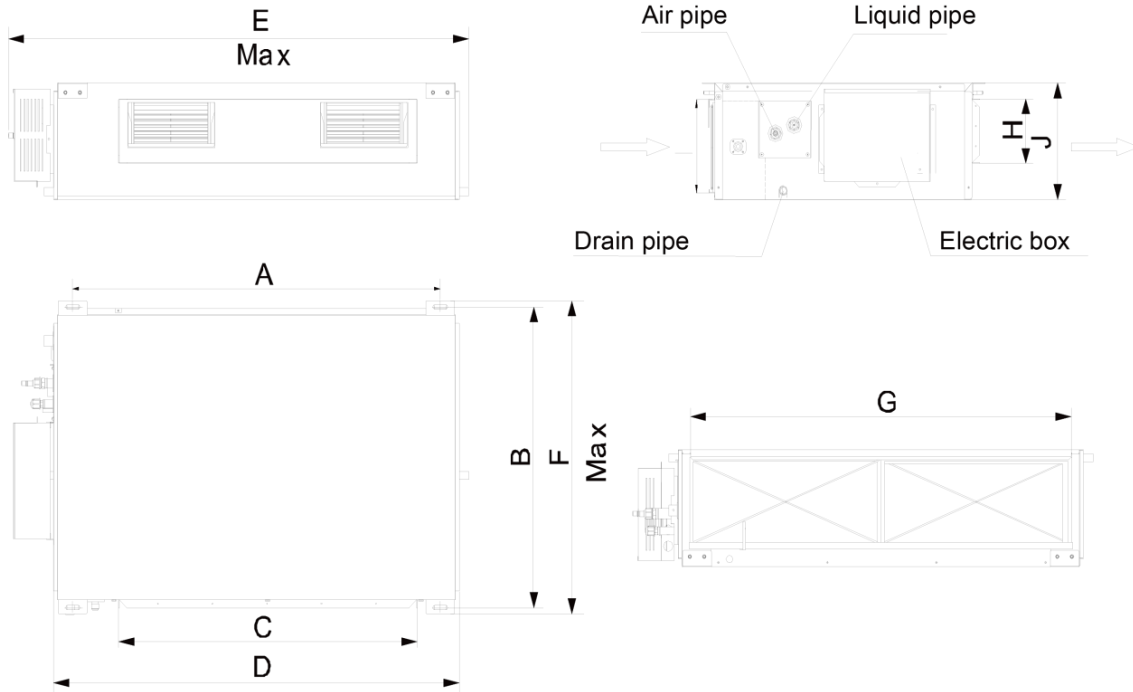 E
Max
Air pipe
Liquid pipe
H
J
Drain pipe
Electric box
A
B
F
Max
C
D
G